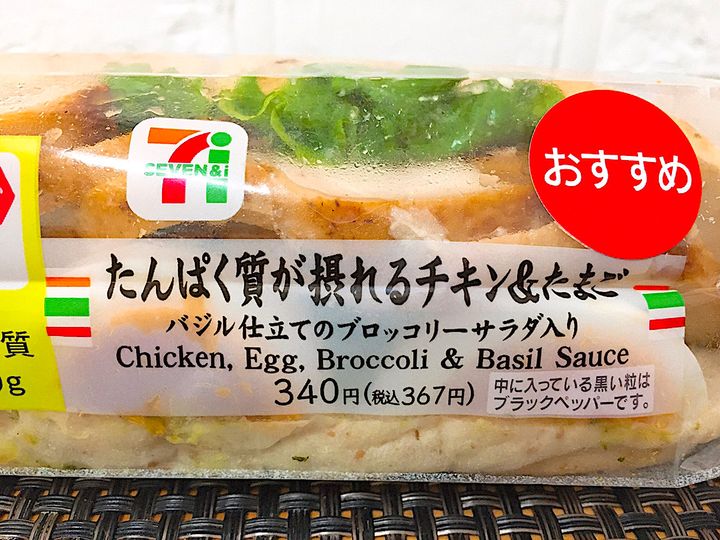 SEVEN&i
おすすめ
たんぱく質が摂れるチキン&たまご
バジル仕立てのブロッコリーサラダ入り
Chicken, Egg, Broccoli & Basil Sauce
340円(税込367円)
中に入っている黒い粒は
ブラックペッパーです。
質
g